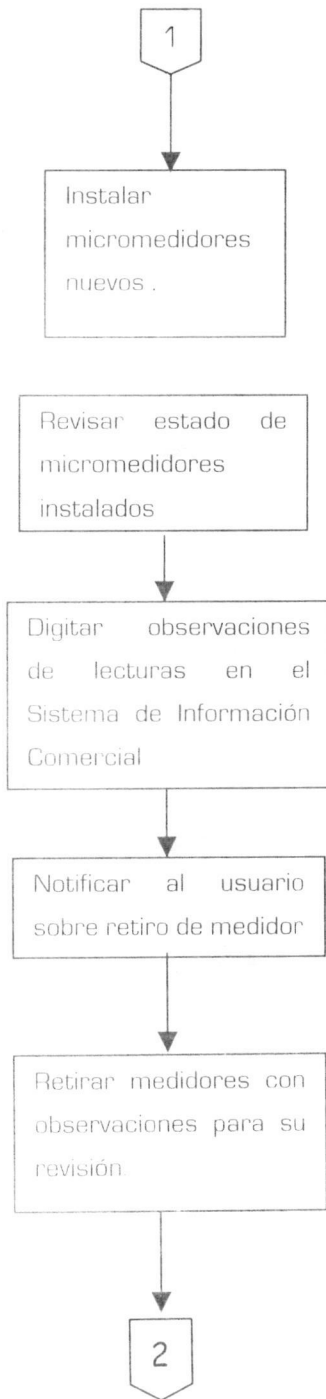 1
Instalar
micromedidores
nuevos .
Revisar estado de
micromedidores
instalados
Digitar observaciones
de lecturas en el
Sistema de Información
Comercial
Notificar al usuario
sobre retiro de medidor
Retirar medidores con
observaciones para su
revisión
2